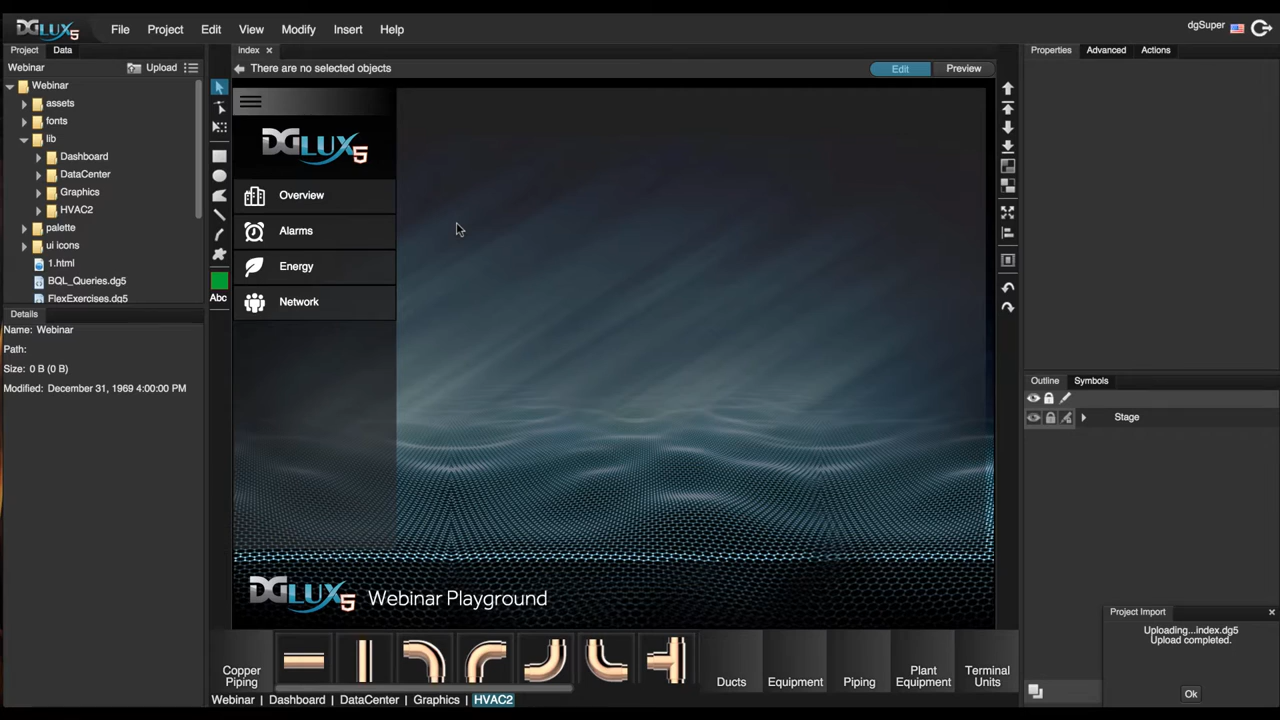 DGLUX5 File Project Edit View Modify Insert Help dgSuper
Project Data
index ×
Properties Advanced Actions
Webinar Upload
There are no selected objects
Edit Preview
Webinar
assets
fonts
lib
Dashboard
DataCenter
Graphics
HVAC2
palette
ui icons
1.html
BQL_Queries.dg5
FlexExercises.dg5
Abc
Details
Name: Webinar
Path:
Size: 0 B (0 B)
Modified: December 31, 1969 4:00:00 PM
DGLUX5
Overview
Alarms
Energy
Network
DGLUX5 Webinar Playground
Outline Symbols
Stage
Project Import ×
Uploading...index.dg5
Upload completed.
Ok
Copper
Piping
Ducts
Equipment
Piping
Plant
Equipment
Terminal
Units
Webinar | Dashboard | DataCenter | Graphics | HVAC2